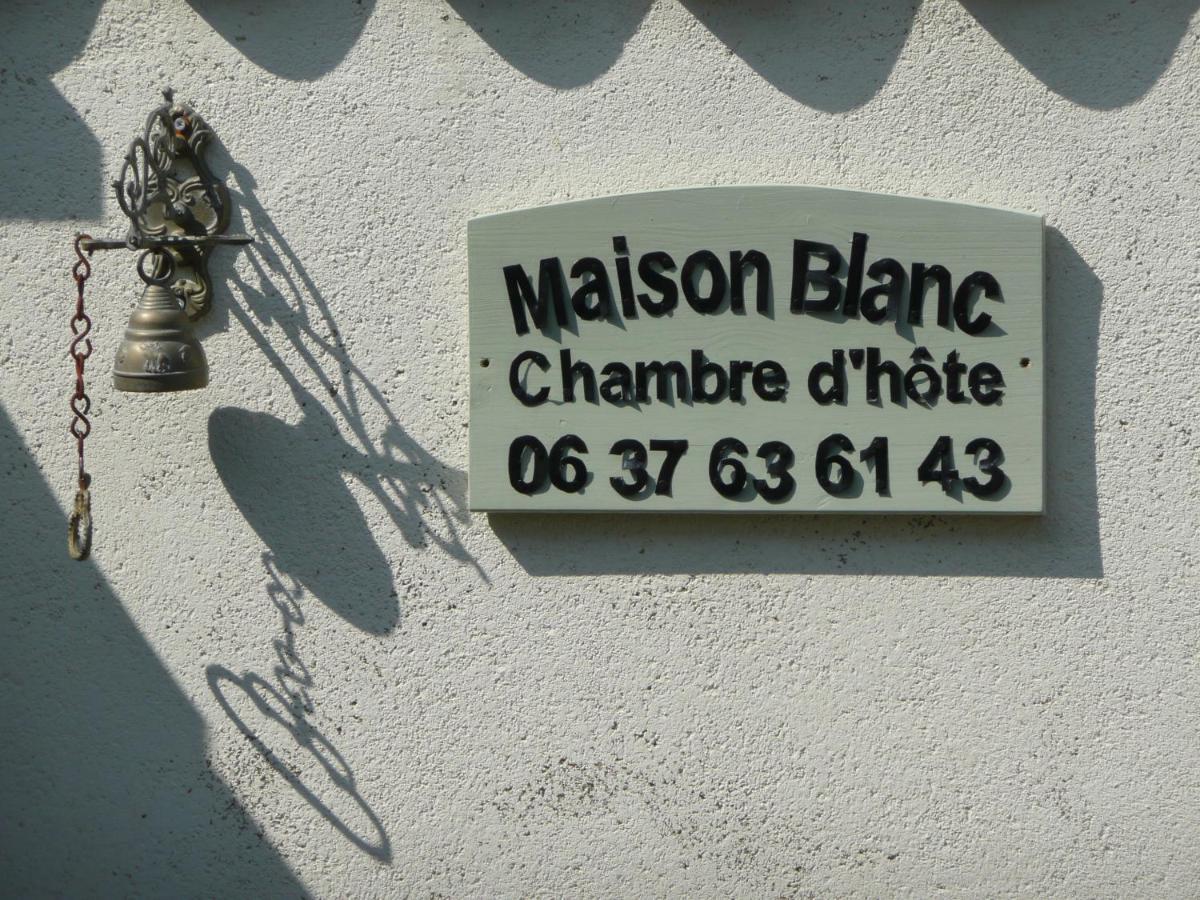 Maison Blanc
Chambre d'hôte
06 37 63 61 43